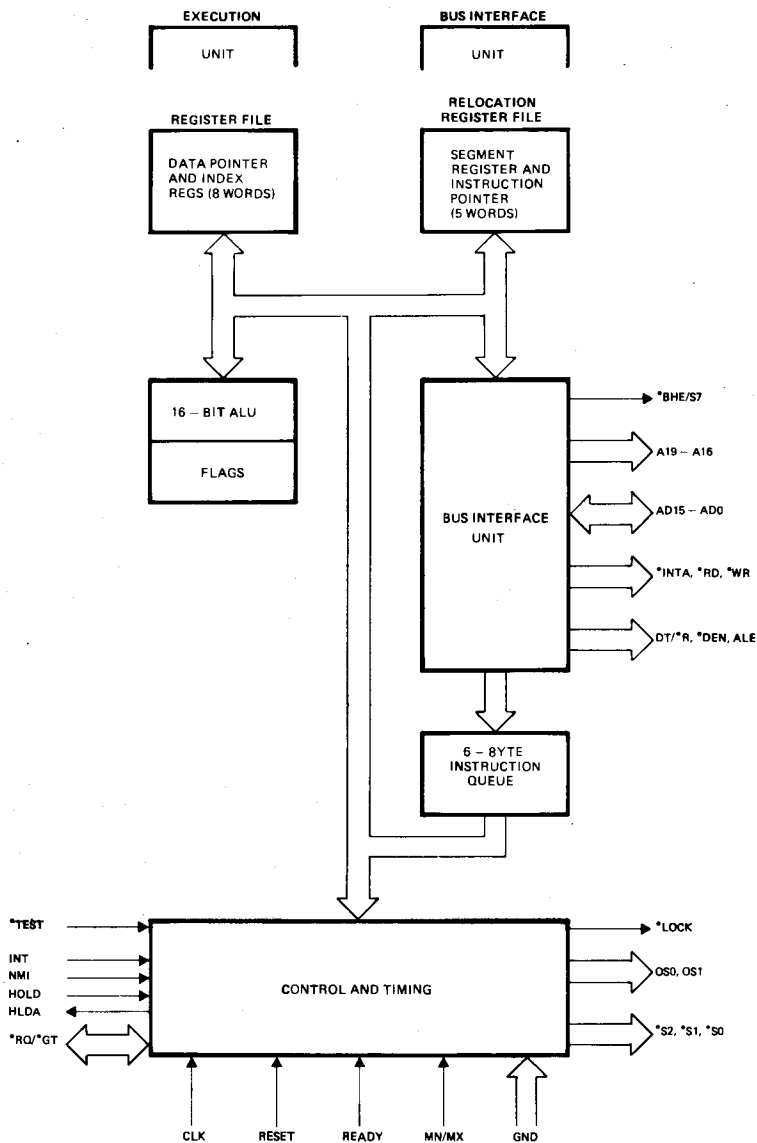 EXECUTION
UNIT
BUS INTERFACE
UNIT
REGISTER FILE
DATA POINTER
AND INDEX
REGS (8 WORDS)
RELOCATION
REGISTER FILE
SEGMENT
REGISTER AND
INSTRUCTION
POINTER
(5 WORDS)
16 – BIT ALU
FLAGS
BUS INTERFACE
UNIT
*BHE/S7
A19 – A16
AD15 – AD0
*INTA, *RD, *WR
DT/*R, *DEN, ALE
6 – 8YTE
INSTRUCTION
QUEUE
*TEST
INT
NMI
HOLD
HLDA
*RQ/*GT
CONTROL AND TIMING
*LOCK
OS0, OS1
*S2, *S1, *S0
CLK
RESET
READY
MN/MX
GND